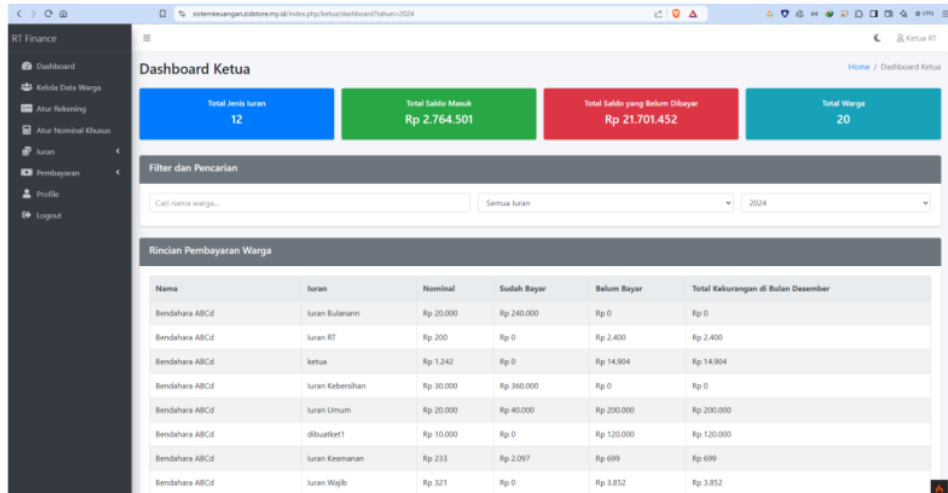 sistemkeuangan.zidstore.my.id/index.php/ketua/dashboard?tahun=2024
VPN
RT Finance
Ketua RT
Dashboard
Kelola Data Warga
Atur Rekening
Atur Nominal Khusus
Iuran
Pembayaran
Profile
Logout
Dashboard Ketua
Home / Dashboard Ketua
Total Jenis Iuran
12
Total Saldo Masuk
Rp 2.764.501
Total Saldo yang Belum Dibayar
Rp 21.701.452
Total Warga
20
Filter dan Pencarian
Cari nama warga...
Semua Iuran
2024
Rincian Pembayaran Warga
Nama Iuran Nominal Sudah Bayar Belum Bayar Total Kekurangan di Bulan Desember
Bendahara ABCd Iuran Bulanann Rp 20.000 Rp 240.000 Rp 0 Rp 0
Bendahara ABCd Iuran RT Rp 200 Rp 0 Rp 2.400 Rp 2.400
Bendahara ABCd ketua Rp 1.242 Rp 0 Rp 14.904 Rp 14.904
Bendahara ABCd Iuran Kebersihan Rp 30.000 Rp 360.000 Rp 0 Rp 0
Bendahara ABCd Iuran Umum Rp 20.000 Rp 40.000 Rp 200.000 Rp 200.000
Bendahara ABCd dibuatket1 Rp 10.000 Rp 0 Rp 120.000 Rp 120.000
Bendahara ABCd Iuran Keamanan Rp 233 Rp 2.097 Rp 699 Rp 699
Bendahara ABCd Iuran Wajib Rp 321 Rp 0 Rp 3.852 Rp 3.852